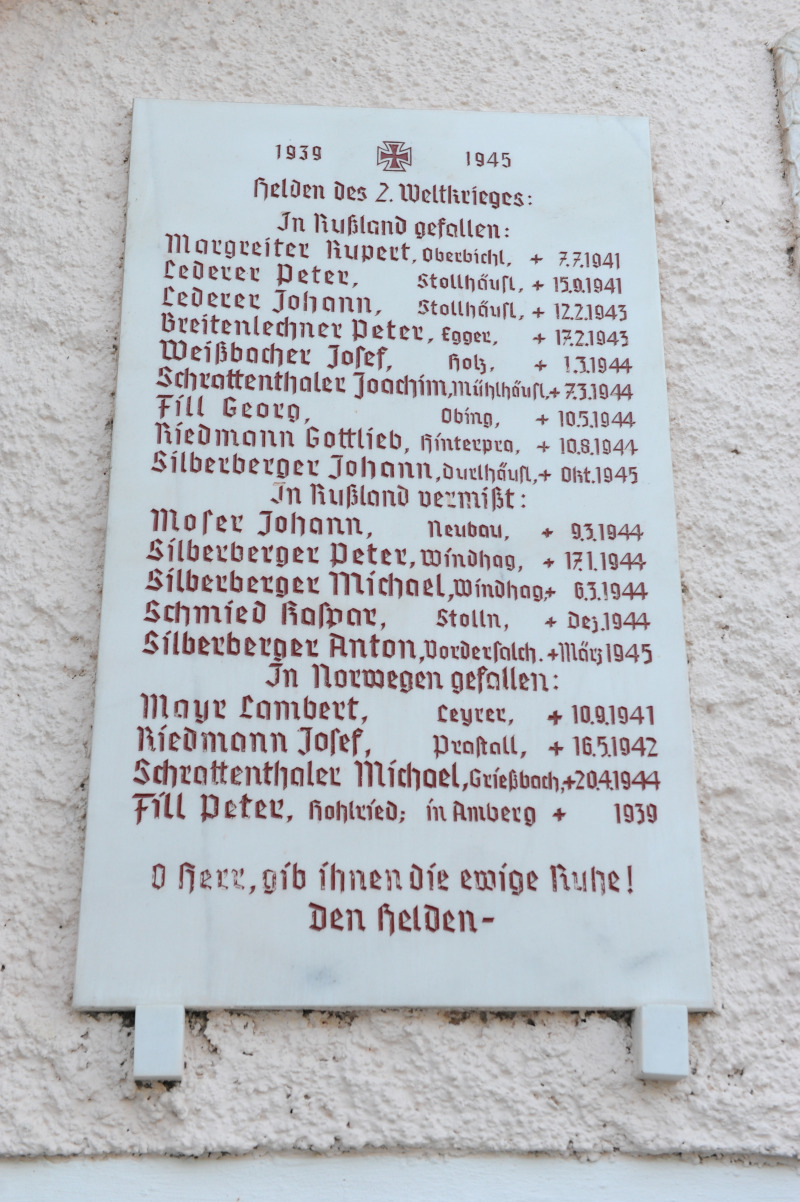 1939 1945
Helden des 2. Weltkrieges:
In Rußland gefallen:
Margreiter Rupert, Oberbichl, + 7.7.1941
Lederer Peter, Stollhäusl, + 15.9.1941
Lederer Johann, Stollhäusl, + 12.2.1943
Breitenlechner Peter, Egger, + 17.2.1943
Weißbacher Josef, Holz, + 1.3.1944
Schrattenthaler Joachim, Mühlhäusl, + 7.3.1944
Fill Georg, Obing, + 10.5.1944
Riedmann Gottlieb, Hinterpra, + 10.8.1944
Silberberger Johann, Durlhäusl, + Okt.1945
In Rußland vermißt:
Moser Johann, Neubau, + 9.3.1944
Silberberger Peter, Windhag, + 17.1.1944
Silberberger Michael, Windhag, + 6.3.1944
Schmied Kaspar, Stolln, + Dez.1944
Silberberger Anton, Vordersalch. + März 1945
In Norwegen gefallen:
Mayr Lambert, Leyrer, + 10.9.1941
Riedmann Josef, Prastall, + 16.5.1942
Schrattenthaler Michael, Grießbach, + 20.4.1944
Fill Peter, Hohlried; in Amberg + 1939
O Herr, gib ihnen die ewige Ruhe!
Den Helden-